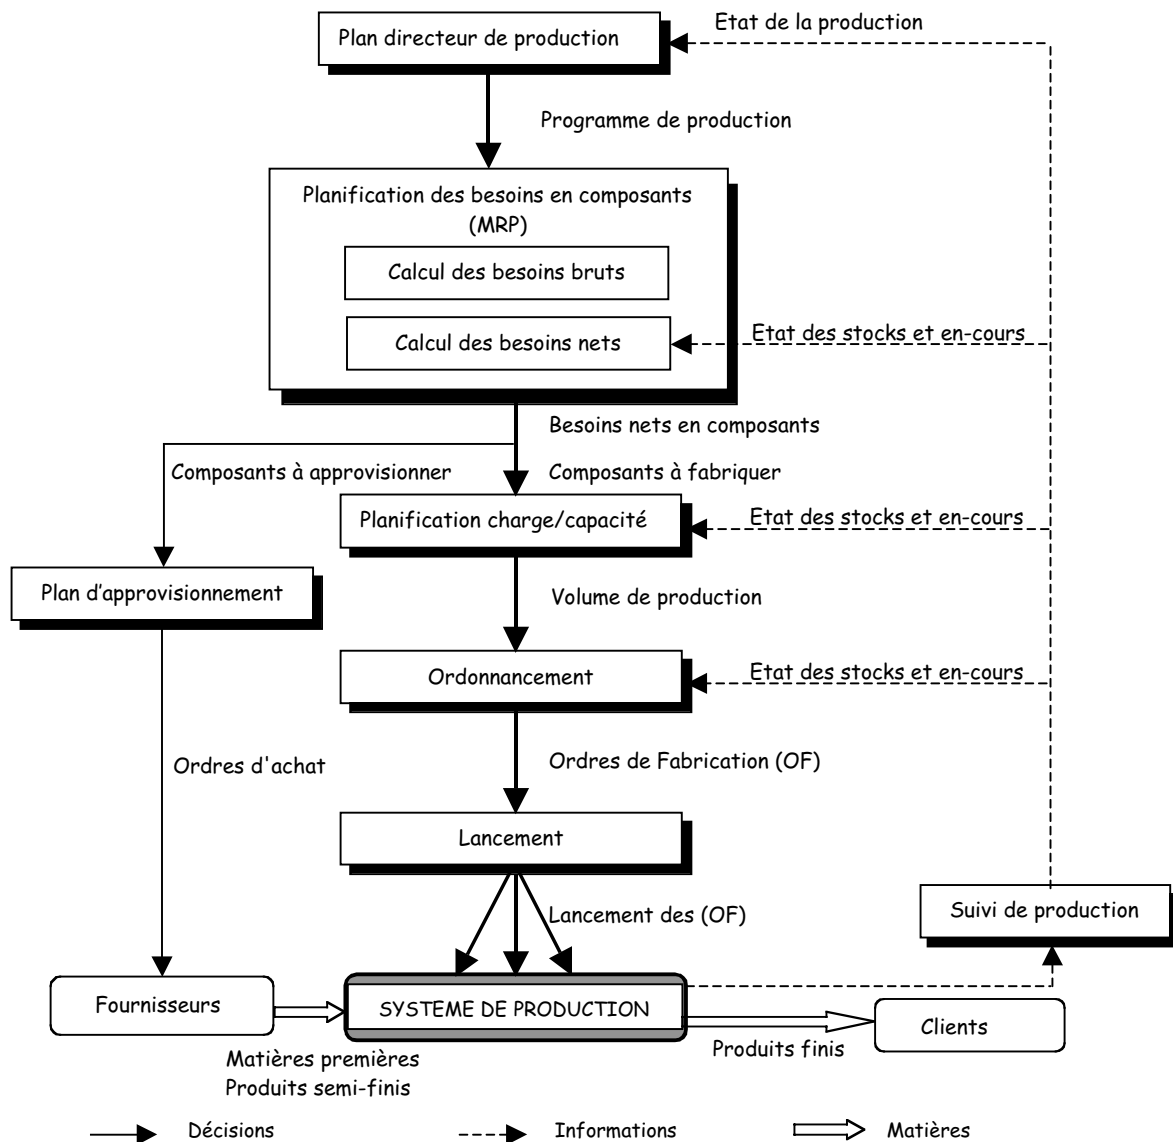 Plan directeur de production
Etat de la production
Programme de production
Planification des besoins en composants
(MRP)
Calcul des besoins bruts
Calcul des besoins nets
Etat des stocks et en-cours
Besoins nets en composants
Composants à approvisionner
Composants à fabriquer
Planification charge/capacité
Etat des stocks et en-cours
Plan d'approvisionnement
Volume de production
Ordonnancement
Etat des stocks et en-cours
Ordres d'achat
Ordres de Fabrication (OF)
Lancement
Lancement des (OF)
Suivi de production
Fournisseurs
SYSTEME DE PRODUCTION
Clients
Matières premières
Produits semi-finis
Produits finis
Décisions
Informations
Matières